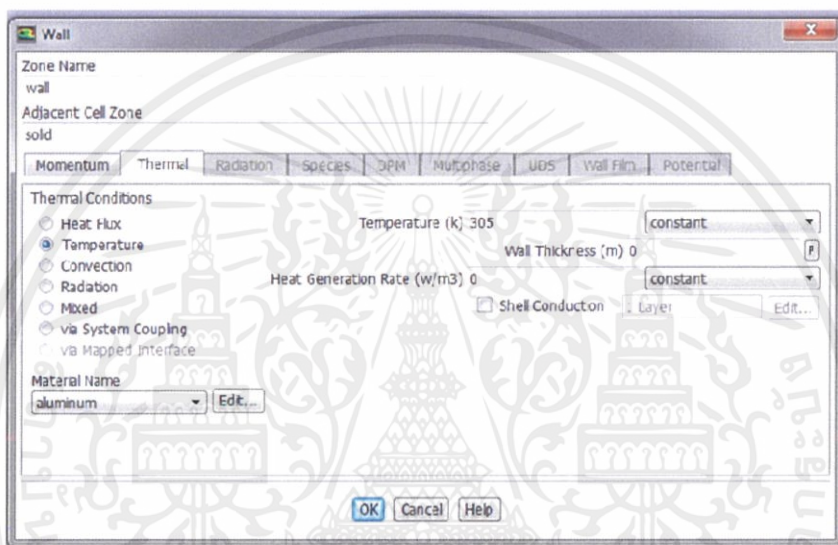 Wall
Zone Name
wall
Adjacent Cell Zone
sold
Momentum Thermal Radiation Species DPM Multiphase UDS Wall Film Potential
Thermal Conditions
Heat Flux
Temperature
Convection
Radiation
Mixed
via System Coupling
via Mapped Interface
Material Name
aluminum Edit...
Temperature (k) 305 constant
Wall Thickness (m) 0 P
Heat Generation Rate (w/m3) 0 constant
Shell Conduction 1 Layer Edit...
OK Cancel Help